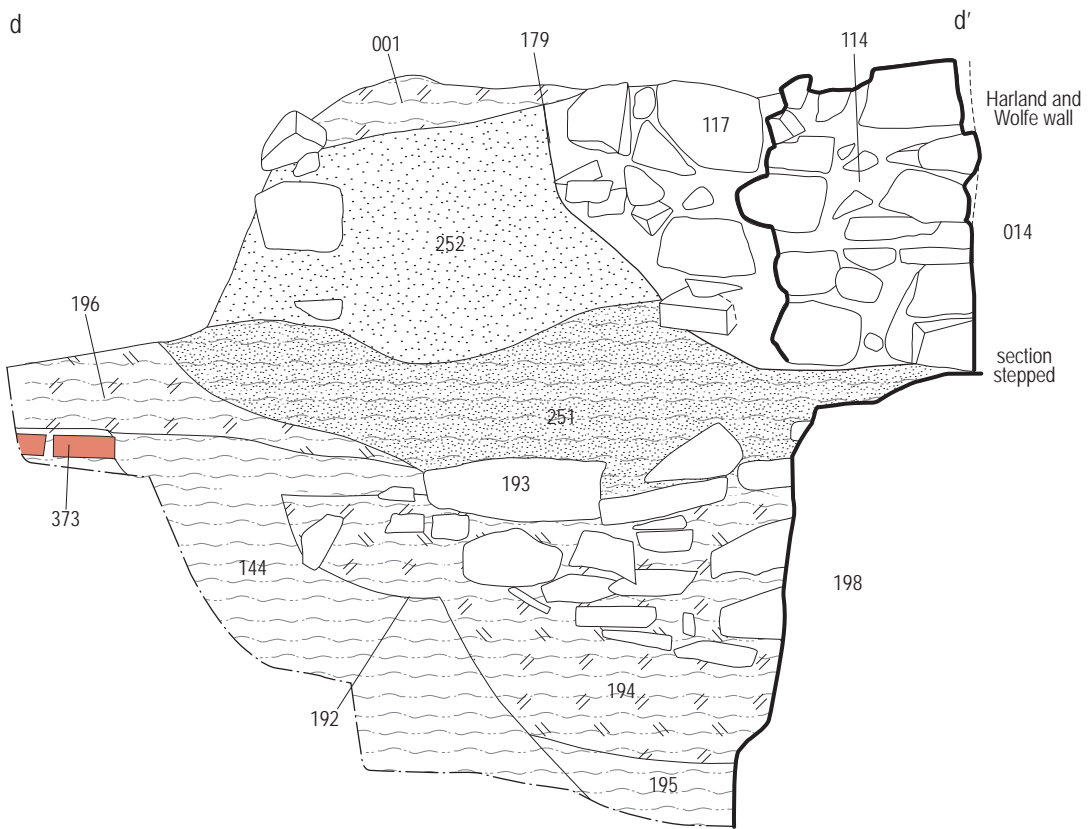 d
d'
001
179
114
Harland and
Wolfe wall
117
014
252
196
section
stepped
251
193
373
144
198
194
192
195